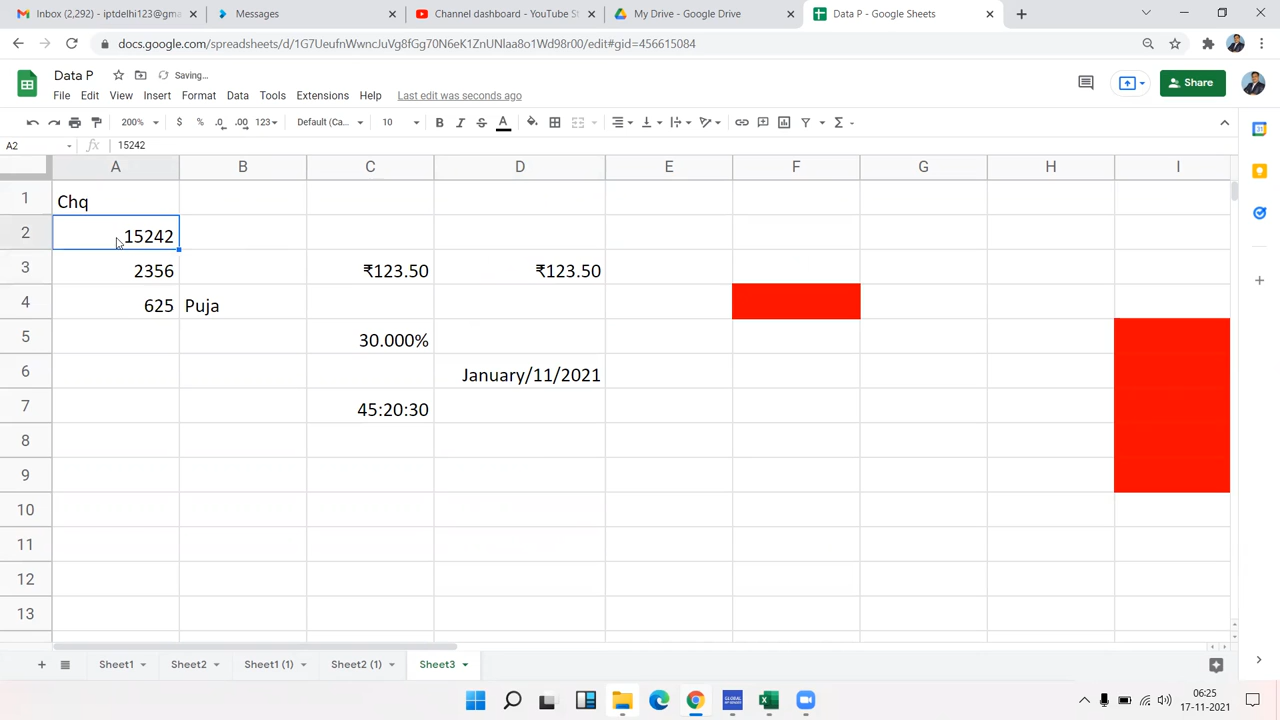 Inbox (2,292) - iptdelhi123@gma
Messages
Channel dashboard - YouTube St
My Drive - Google Drive
Data P - Google Sheets
docs.google.com/spreadsheets/d/1G7UeufnWwncJuVg8fGg70N6eK1ZnUNlaa8o1Wd98r00/edit#gid=456615084
Data P
Saving...
File Edit View Insert Format Data Tools Extensions Help Last edit was seconds ago
Share
200% $ % .0 .00 123 Default (Ca... 10 B I S A Σ
A2 fx 15242
A B C D E F G H I
1 Chq
2 15242
3 2356 ₹123.50 ₹123.50
4 625 Puja
5 30.000%
6 January/11/2021
7 45:20:30
8
9
10
11
12
13
Sheet1 Sheet2 Sheet1 (1) Sheet2 (1) Sheet3
06:25
17-11-2021